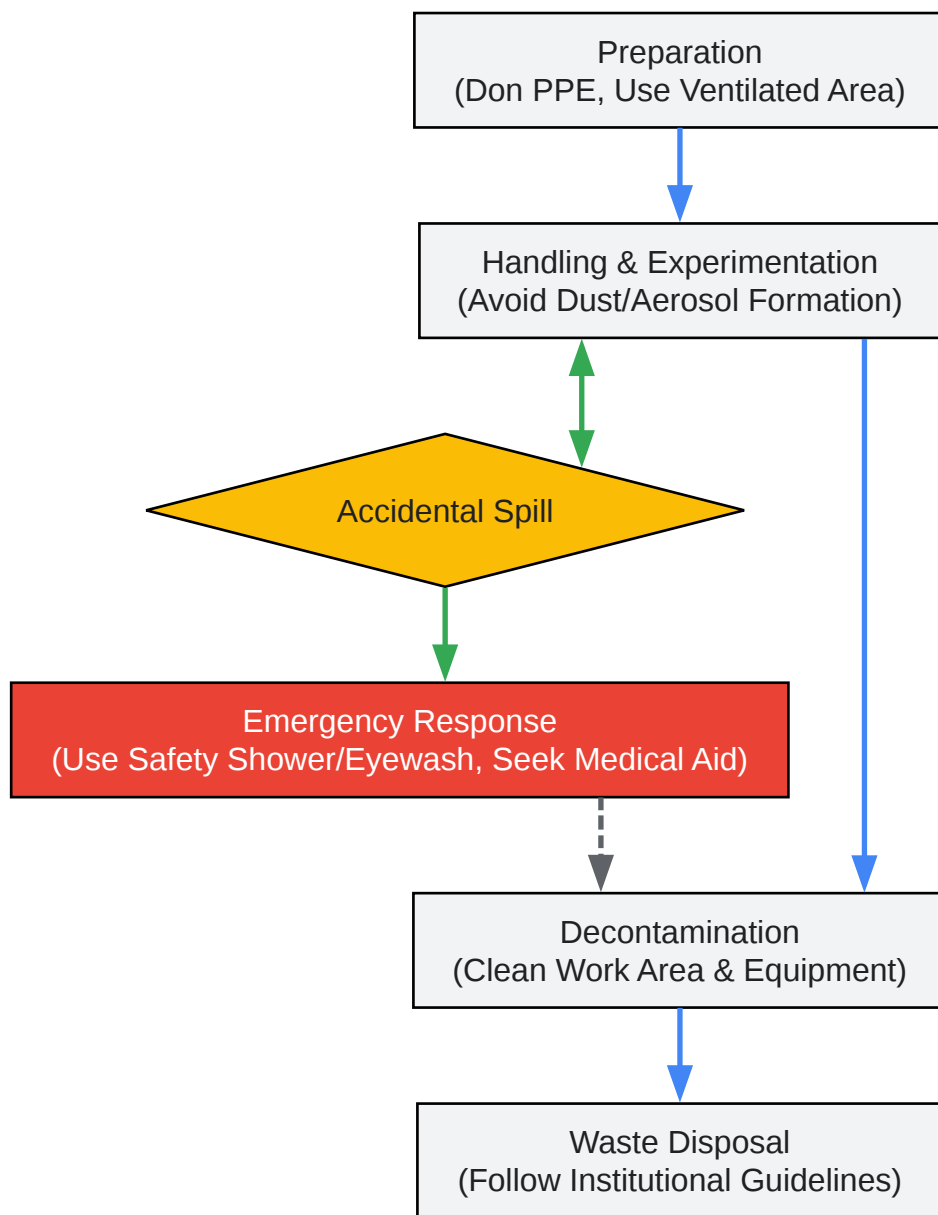 Preparation
(Don PPE, Use Ventilated Area)
Handling & Experimentation
(Avoid Dust/Aerosol Formation)
Accidental Spill
Emergency Response
(Use Safety Shower/Eyewash, Seek Medical Aid)
Decontamination
(Clean Work Area & Equipment)
Waste Disposal
(Follow Institutional Guidelines)